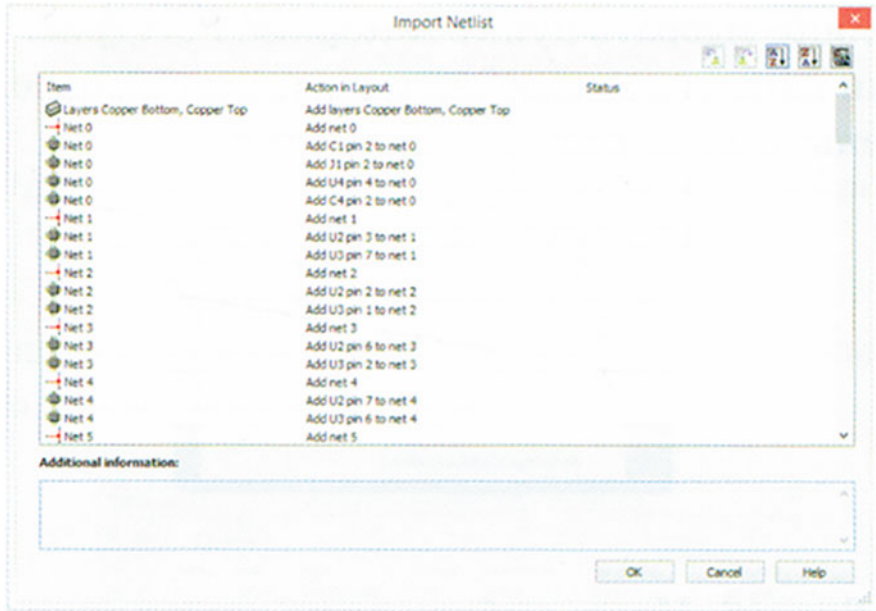 Import Netlist
Item Action in Layout Status
Layers Copper Bottom, Copper Top Add layers Copper Bottom, Copper Top
Net 0 Add net 0
Net 0 Add C1 pin 2 to net 0
Net 0 Add J1 pin 2 to net 0
Net 0 Add U4 pin 4 to net 0
Net 0 Add C4 pin 2 to net 0
Net 1 Add net 1
Net 1 Add U2 pin 3 to net 1
Net 1 Add U3 pin 7 to net 1
Net 2 Add net 2
Net 2 Add U2 pin 2 to net 2
Net 2 Add U3 pin 1 to net 2
Net 3 Add net 3
Net 3 Add U2 pin 6 to net 3
Net 3 Add U3 pin 2 to net 3
Net 4 Add net 4
Net 4 Add U2 pin 7 to net 4
Net 4 Add U3 pin 6 to net 4
Net 5 Add net 5
Additional information:
OK Cancel Help